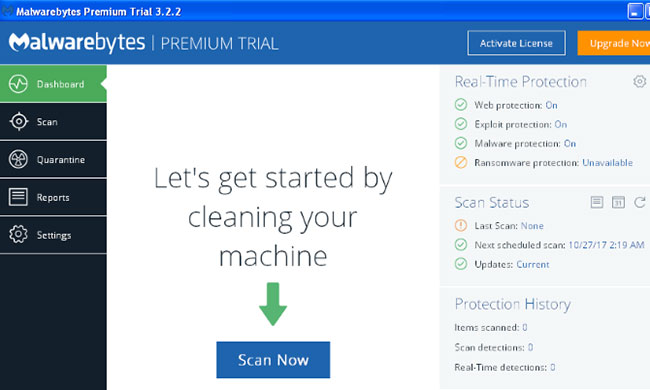 Malwarebytes Premium Trial 3.2.2
Malwarebytes | PREMIUM TRIAL
Activate License
Upgrade Now
Dashboard
Scan
Quarantine
Reports
Settings
Let's get started by
cleaning your
machine
Scan Now
Real-Time Protection
Web protection: On
Exploit protection: On
Malware protection: On
Ransomware protection: Unavailable
Scan Status
31
Last Scan: None
Next scheduled scan: 10/27/17 2:19 AM
Updates: Current
Protection History
Items scanned: 0
Scan detections: 0
Real-Time detections: 0